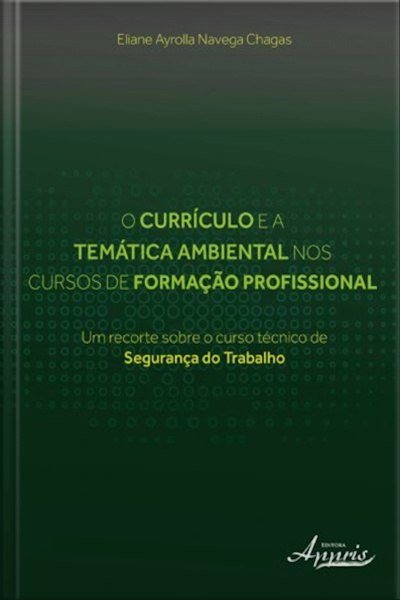 Eliane Ayrolla Navega Chagas
O CURRÍCULO E A
TEMÁTICA AMBIENTAL NOS
CURSOS DE FORMAÇÃO PROFISSIONAL
Um recorte sobre o curso técnico de
Segurança do Trabalho
EDITORA
Appris